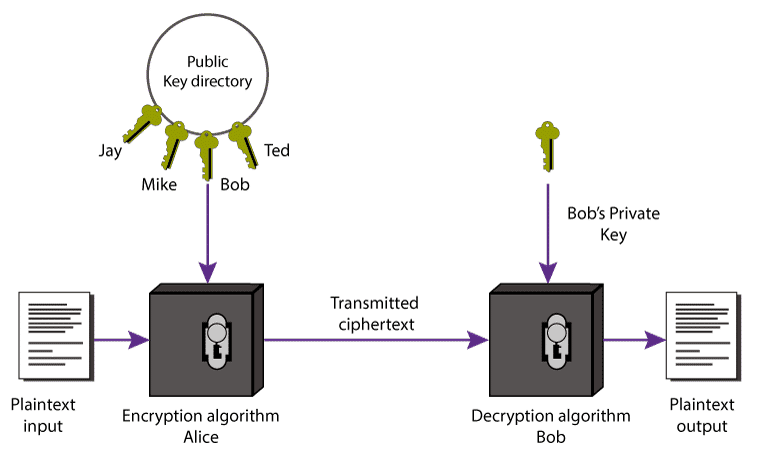 Public
Key directory
Jay
Mike
Bob
Ted
Bob's Private
Key
Transmitted
ciphertext
Plaintext
input
Encryption algorithm
Alice
Decryption algorithm
Bob
Plaintext
output